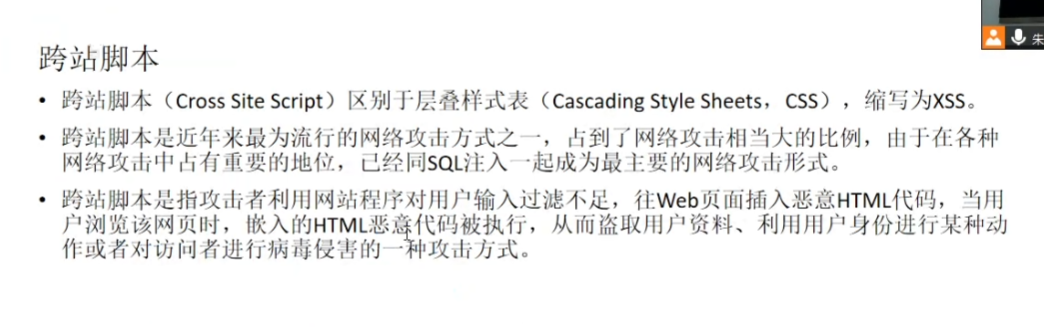 朱
跨站脚本
• 跨站脚本（Cross Site Script）区别于层叠样式表（Cascading Style Sheets，CSS），缩写为XSS。
• 跨站脚本是近年来最为流行的网络攻击方式之一，占到了网络攻击相当大的比例，由于在各种
网络攻击中占有重要的地位，已经同SQL注入一起成为最主要的网络攻击形式。
• 跨站脚本是指攻击者利用网站程序对用户输入过滤不足，往Web页面插入恶意HTML代码，当用
户浏览该网页时，嵌入的HTML恶意代码被执行，从而盗取用户资料、利用用户身份进行某种动
作或者对访问者进行病毒侵害的一种攻击方式。